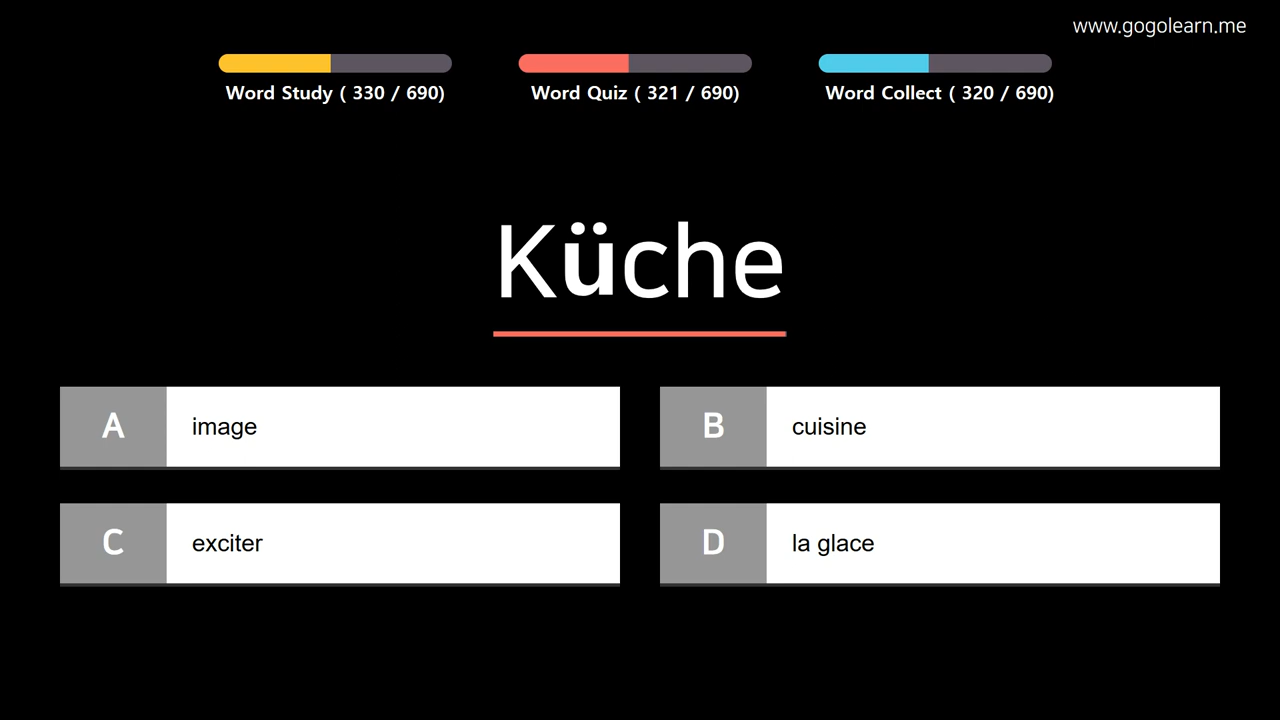 www.gogolearn.me
Word Study ( 330 / 690)
Word Quiz ( 321 / 690)
Word Collect ( 320 / 690)
Küche
A image
B cuisine
C exciter
D la glace